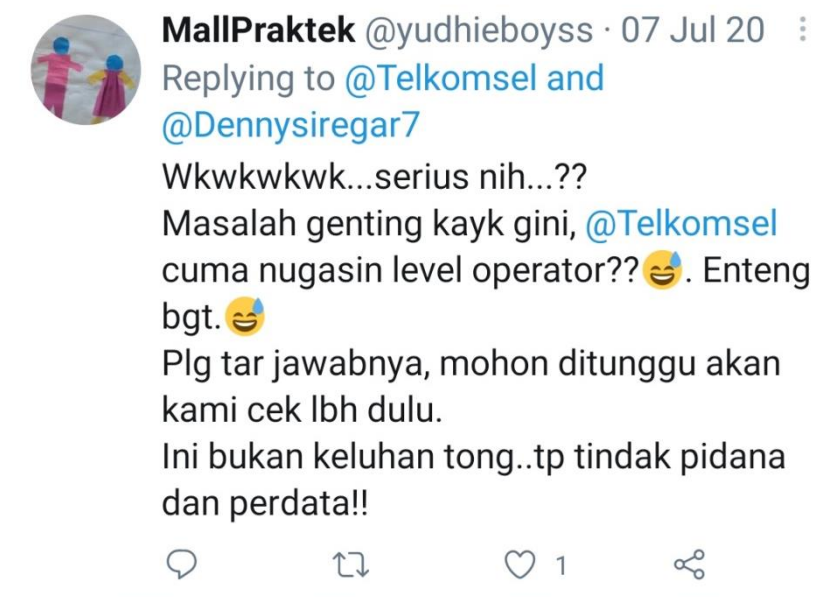 MallPraktek @yudhieboyss · 07 Jul 20
Replying to @Telkomsel and
@Dennysiregar7
Wkwkwkwk...serius nih...??
Masalah genting kayk gini, @Telkomsel
cuma nugasin level operator??😅. Enteng
bgt.😅
Plg tar jawabnya, mohon ditunggu akan
kami cek lbh dulu.
Ini bukan keluhan tong..tp tindak pidana
dan perdata!!
1